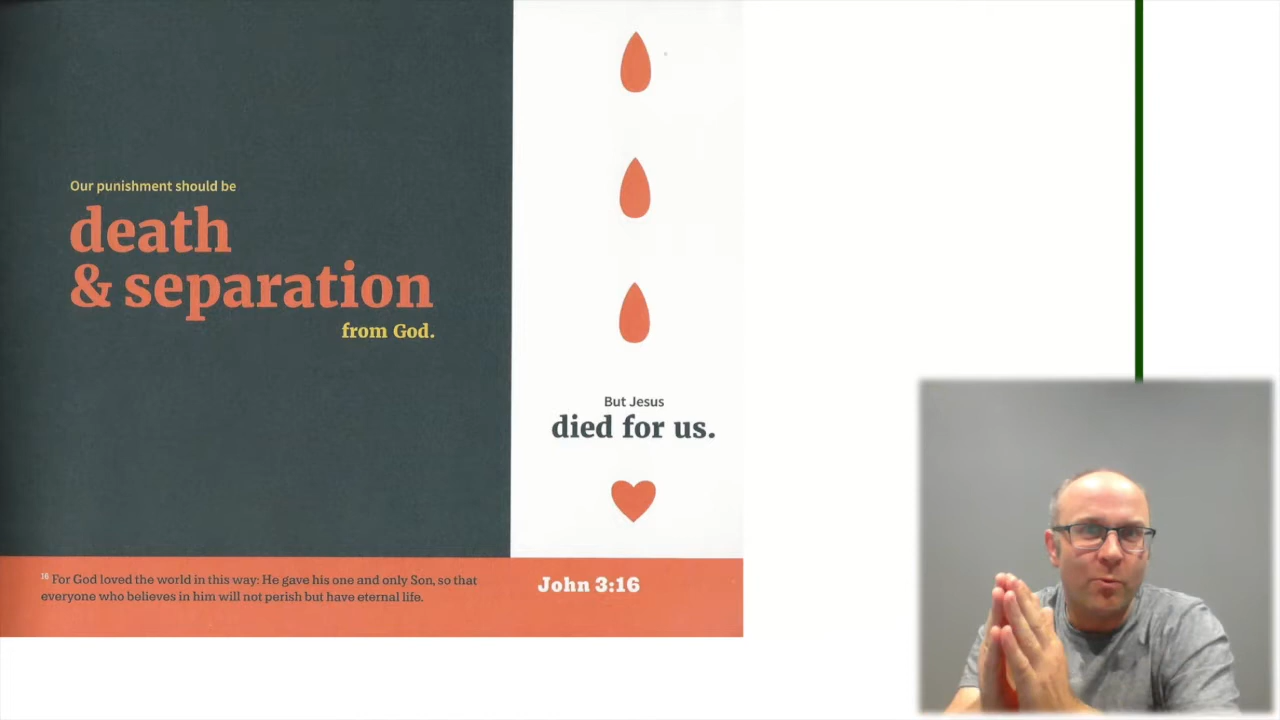 Our punishment should be
death
& separation
from God.
But Jesus
died for us.
16 For God loved the world in this way: He gave his one and only Son, so that
everyone who believes in him will not perish but have eternal life.
John 3:16